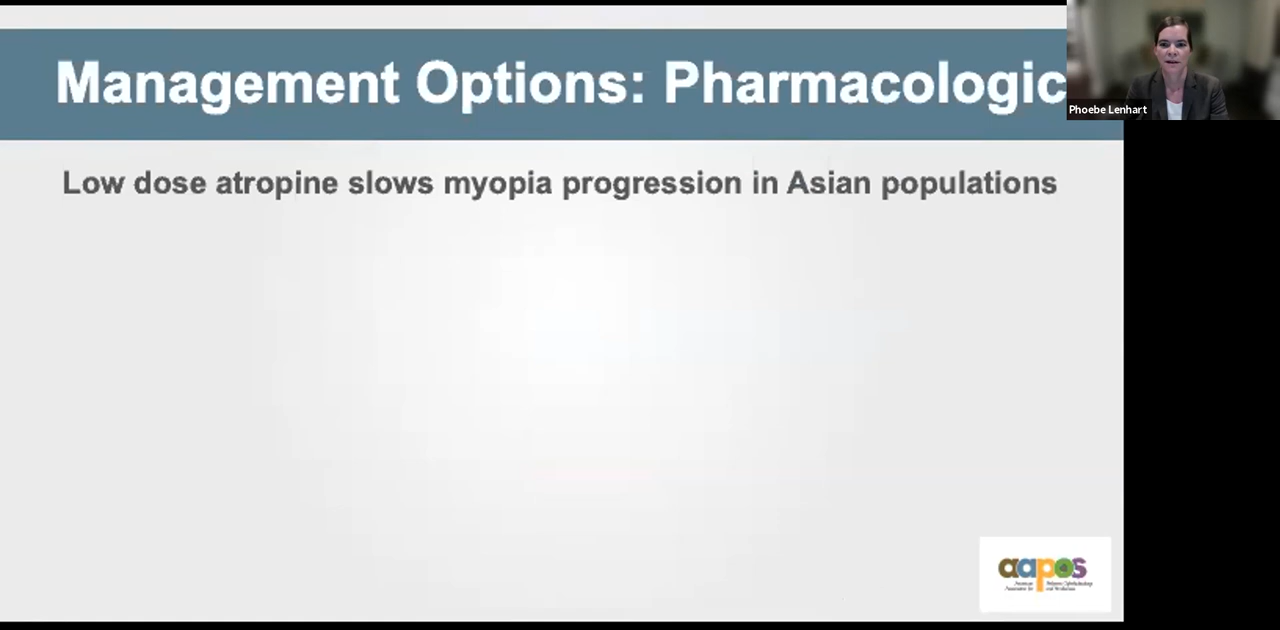 Management Options: Pharmacologic
Phoebe Lenhart
Low dose atropine slows myopia progression in Asian populations
aapos